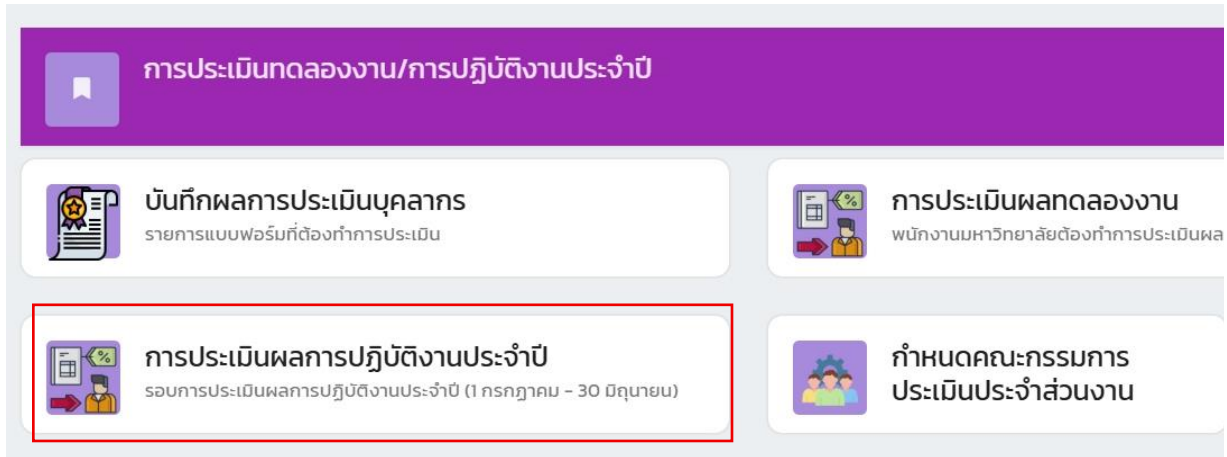 การประเมินทดลองงาน/การปฏิบัติงานประจำปี
บันทึกผลการประเมินบุคลากร
รายการแบบฟอร์มที่ต้องทำการประเมิน
การประเมินผลทดลองงาน
พนักงานมหาวิทยาลัยต้องทำการประเมินผล
การประเมินผลการปฏิบัติงานประจำปี
รอบการประเมินผลการปฏิบัติงานประจำปี (1 กรกฎาคม - 30 มิถุนายน)
กำหนดคณะกรรมการ
ประเมินประจำส่วนงาน